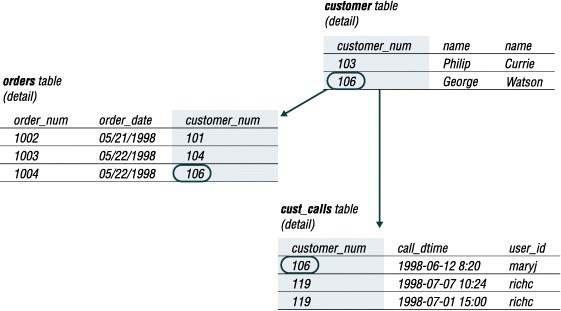 customer table
(detail)
customer_num name name
103 Philip Currie
106 George Watson
orders table
(detail)
order_num order_date customer_num
1002 05/21/1998 101
1003 05/22/1998 104
1004 05/22/1998 106
cust_calls table
(detail)
customer_num call_dtime user_id
106 1998-06-12 8:20 maryj
119 1998-07-07 10:24 richc
119 1998-07-01 15:00 richc